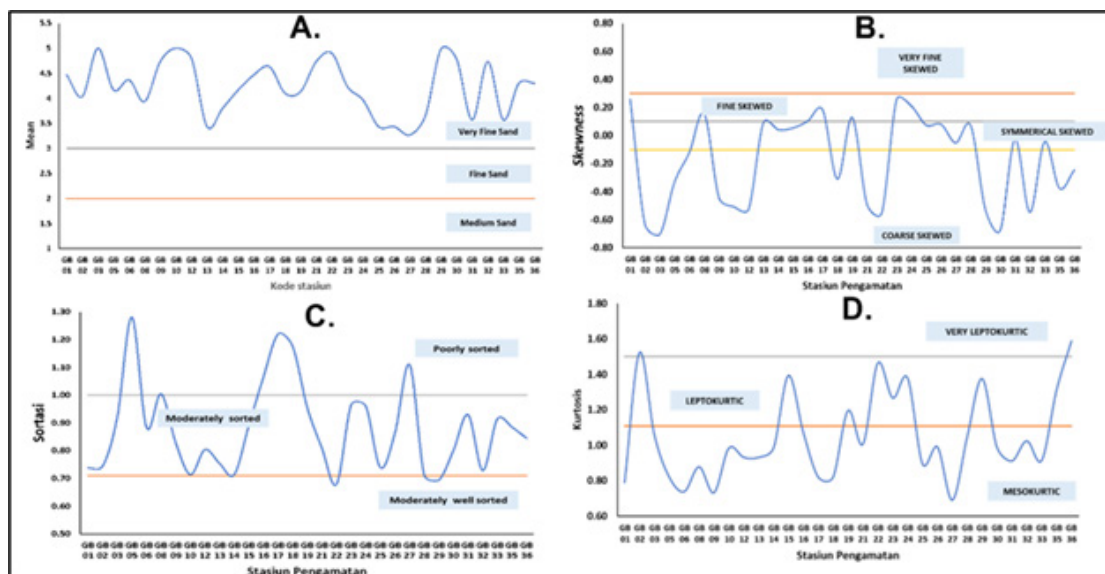 A.
5.5
5
4.5
4
3.5
3
2.5
2
1.5
1
Mean
Very Fine Sand
Fine Sand
Medium Sand
GB GB GB GB GB GB GB GB GB GB GB GB GB GB GB GB GB GB GB GB GB GB GB GB GB GB GB GB GB GB GB
01 02 03 05 06 08 09 10 12 13 14 15 16 17 18 19 21 22 23 24 25 26 27 28 29 30 31 32 33 35 36
Kode stasiun
B.
0.80
0.60
0.40
0.20
0.00
-0.20
-0.40
-0.60
-0.80
Skewness
VERY FINE
SKEWED
FINE SKEWED
SYMMERICAL SKEWED
COARSE SKEWED
GB GB GB GB GB GB GB GB GB GB GB GB GB GB GB GB GB GB GB GB GB GB GB GB GB GB GB GB GB GB GB
01 02 03 05 06 08 09 10 12 13 14 15 16 17 18 19 21 22 23 24 25 26 27 28 29 30 31 32 33 35 36
Stasiun Pengamatan
C.
1.30
1.20
1.10
1.00
0.90
0.80
0.70
0.60
0.50
Sortasi
Poorly sorted
Moderately sorted
Moderately well sorted
GB GB GB GB GB GB GB GB GB GB GB GB GB GB GB GB GB GB GB GB GB GB GB GB GB GB GB GB GB GB GB
01 02 03 05 06 08 09 10 12 13 14 15 16 17 18 19 21 22 23 24 25 26 27 28 29 30 31 32 33 35 36
Stasiun Pengamatan
D.
1.80
1.60
1.40
1.20
1.00
0.80
0.60
Kurtosis
VERY LEPTOKURTIC
LEPTOKURTIC
MESOKURTIC
GB GB GB GB GB GB GB GB GB GB GB GB GB GB GB GB GB GB GB GB GB GB GB GB GB GB GB GB GB GB GB
01 02 03 05 06 08 09 10 12 13 14 15 16 17 18 19 21 22 23 24 25 26 27 28 29 30 31 32 33 35 36
Stasiun Pengamatan